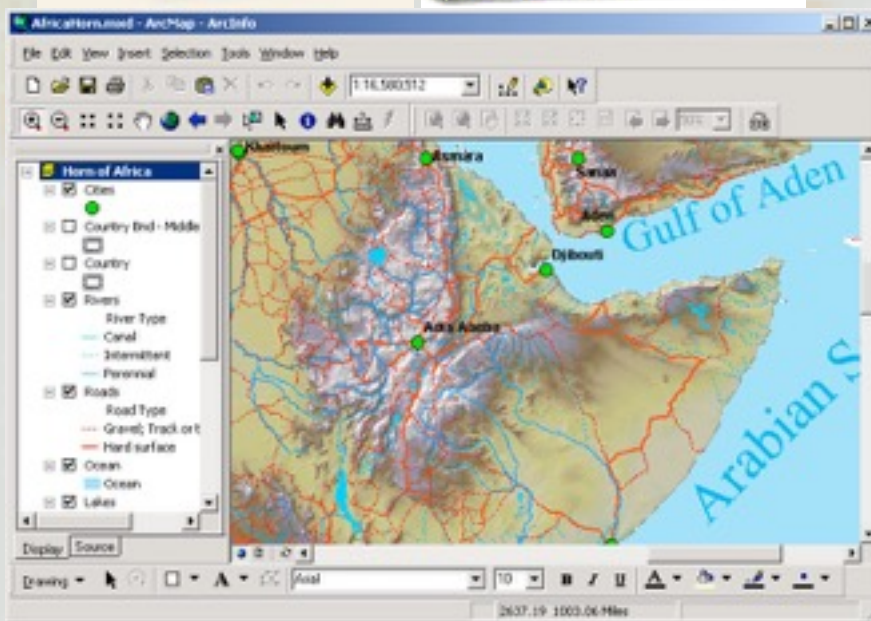 AfricaHorn.mxd - ArcMap - ArcInfo
File Edit View Insert Selection Tools Window Help
1:16,580,512
Horn of Africa
Cities
Country Bnd - Middle
Country
Rivers
River Type
Canal
Intermittent
Perennial
Roads
Road Type
Gravel; Track or t
Hard surface
Ocean
Ocean
Lakes
Display Source
Khartoum
Asmara
Sanaa
Aden
Gulf of Aden
Djibouti
Arabian S
Drawing A Arial 10 B I U A
2637.19 1003.06 Miles